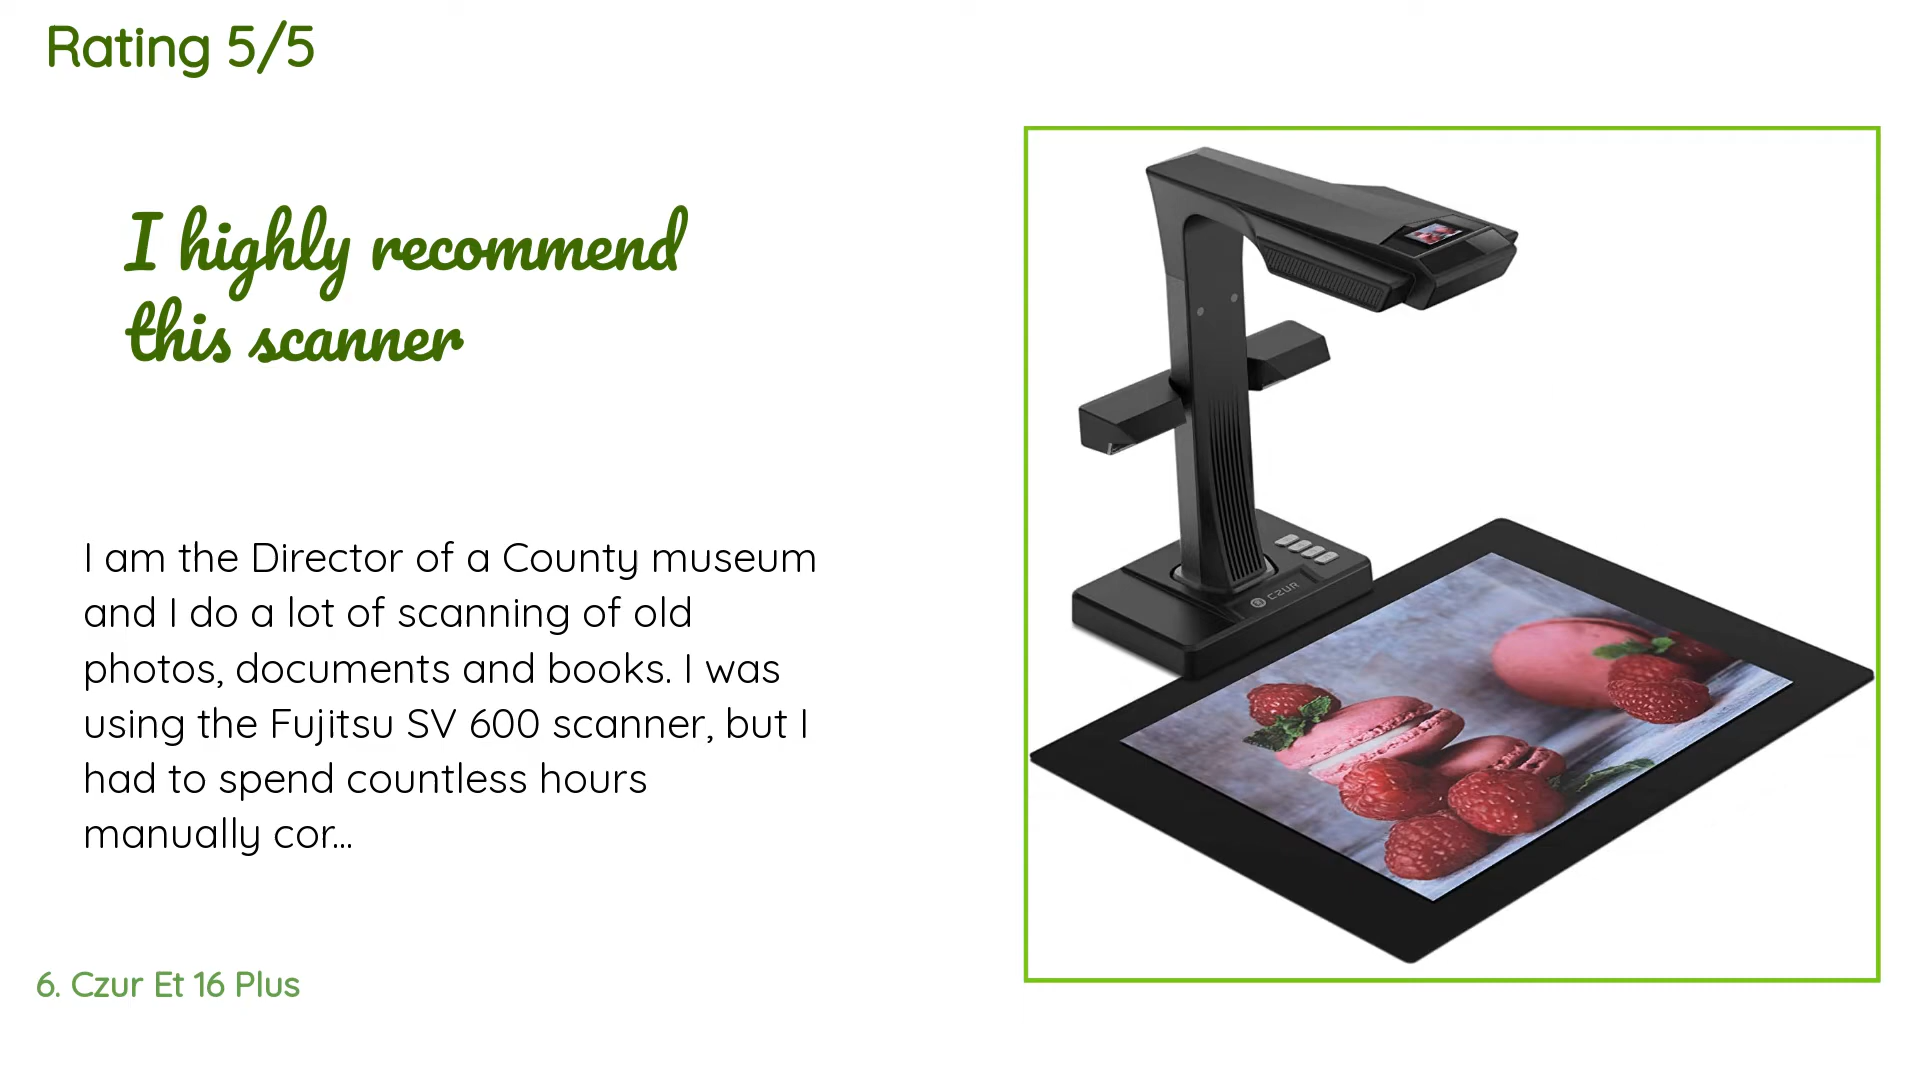 Rating 5/5
I highly recommend
this scanner
I am the Director of a County museum
and I do a lot of scanning of old
photos, documents and books. I was
using the Fujitsu SV 600 scanner, but I
had to spend countless hours
manually cor...
6. Czur Et 16 Plus
CZUR